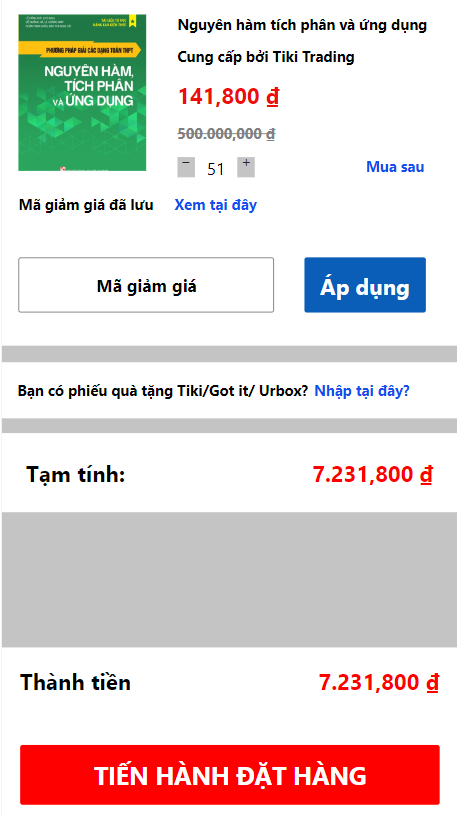 PHƯƠNG PHÁP GIẢI CÁC DẠNG TOÁN THPT
NGUYÊN HÀM,
TÍCH PHÂN
VÀ ỨNG DỤNG
Nguyên hàm tích phân và ứng dụng
Cung cấp bởi Tiki Trading
141,800 ₫
500.000,000 ₫
− 51 +
Mua sau
Mã giảm giá đã lưu Xem tại đây
Mã giảm giá Áp dụng
Bạn có phiếu quà tặng Tiki/Got it/ Urbox? Nhập tại đây?
Tạm tính: 7.231,800 ₫
Thành tiền 7.231,800 ₫
TIẾN HÀNH ĐẶT HÀNG